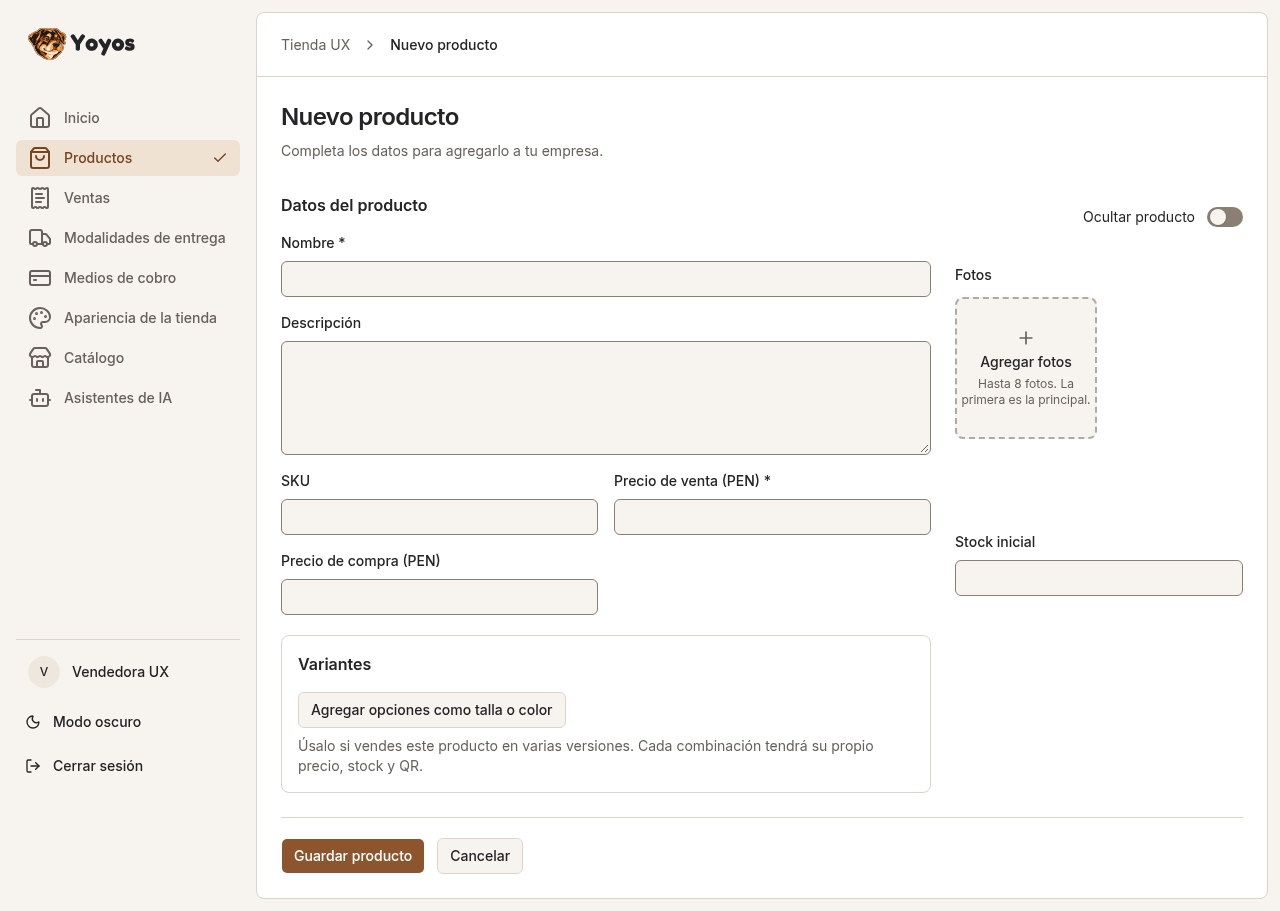 Yoyos
Inicio
Productos
Ventas
Modalidades de entrega
Medios de cobro
Apariencia de la tienda
Catálogo
Asistentes de IA
V
Vendedora UX
Modo oscuro
Cerrar sesión
Tienda UX > Nuevo producto
Nuevo producto
Completa los datos para agregarlo a tu empresa.
Datos del producto
Ocultar producto
Nombre *
Descripción
Fotos
Agregar fotos
Hasta 8 fotos. La
primera es la principal.
SKU
Precio de venta (PEN) *
Precio de compra (PEN)
Stock inicial
Variantes
Agregar opciones como talla o color
Úsalo si vendes este producto en varias versiones. Cada combinación tendrá su propio
precio, stock y QR.
Guardar producto
Cancelar